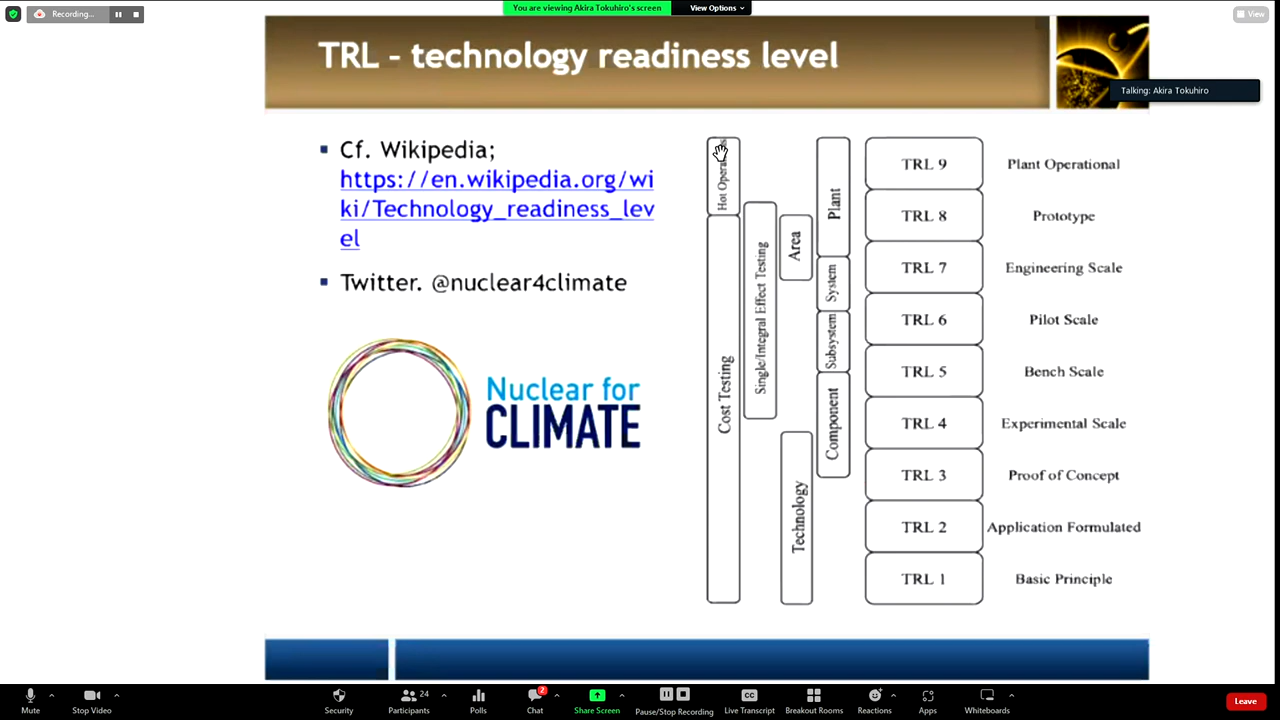 Recording...
You are viewing Akira Tokuhiro's screen
View Options
View
TRL - technology readiness level
Talking: Akira Tokuhiro
Cf. Wikipedia;
https://en.wikipedia.org/wi
ki/Technology_readiness_lev
el
Twitter. @nuclear4climate
Nuclear for
CLIMATE
Hot
Cost Testing
Single/Integral Effect Testing
Area
Technology
Plant
System
Subsystem
Component
TRL 9 Plant Operational
TRL 8 Prototype
TRL 7 Engineering Scale
TRL 6 Pilot Scale
TRL 5 Bench Scale
TRL 4 Experimental Scale
TRL 3 Proof of Concept
TRL 2 Application Formulated
TRL 1 Basic Principle
Mute
Stop Video
Security
24
Participants
Polls
2
Chat
Share Screen
Pause/Stop Recording
CC
Live Transcript
Breakout Rooms
Reactions
Apps
Whiteboards
Leave